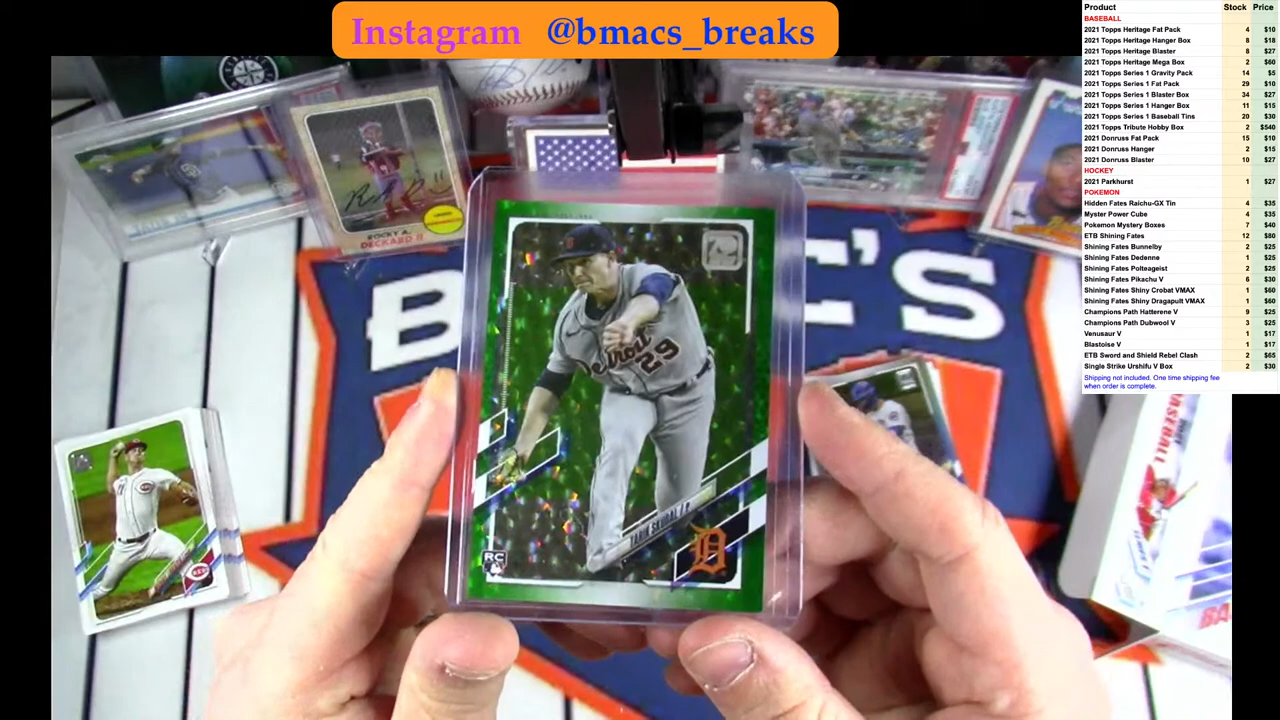 Instagram @bmacs_breaks
Product Stock Price
BASEBALL
2021 Topps Heritage Fat Pack 4 $10
2021 Topps Heritage Hanger Box 8 $18
2021 Topps Heritage Blaster 8 $27
2021 Topps Heritage Mega Box 2 $60
2021 Topps Series 1 Gravity Pack 14 $5
2021 Topps Series 1 Fat Pack 29 $10
2021 Topps Series 1 Blaster Box 34 $27
2021 Topps Series 1 Hanger Box 11 $15
2021 Topps Series 1 Baseball Tins 20 $30
2021 Topps Tribute Hobby Box 2 $540
2021 Donruss Fat Pack 15 $10
2021 Donruss Hanger 2 $15
2021 Donruss Blaster 10 $27
HOCKEY
2021 Parkhurst 1 $27
POKEMON
Hidden Fates Raichu-GX Tin 4 $35
Myster Power Cube 4 $35
Pokemon Mystery Boxes 7 $40
ETB Shining Fates 12 $80
Shining Fates Bunnelby 2 $25
Shining Fates Dedenne 1 $25
Shining Fates Polteageist 2 $25
Shining Fates Pikachu V 6 $30
Shining Fates Shiny Crobat VMAX 1 $60
Shining Fates Shiny Dragapult VMAX 1 $60
Champions Path Hatterene V 9 $25
Champions Path Dubwool V 3 $25
Venusaur V 1 $17
Blastoise V 1 $17
ETB Sword and Shield Rebel Clash 2 $65
Single Strike Urshifu V Box 2 $30
Shipping not included. One time shipping fee
when order is complete.
ROCKY A.
DECKARD II
B C'S
Detroit
29
TARIK SKUBAL
RC
D
BASEBALL